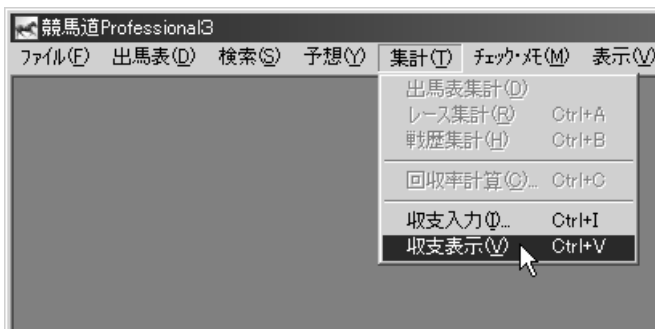 競馬道Professional3
ファイル(F) 出馬表(D) 検索(S) 予想(Y) 集計(T) チェック・メモ(M) 表示(V)
出馬表集計(D)
レース集計(R) Ctrl+A
戦歴集計(H) Ctrl+B
回収率計算(C)... Ctrl+C
収支入力(I)... Ctrl+I
収支表示(V) Ctrl+V